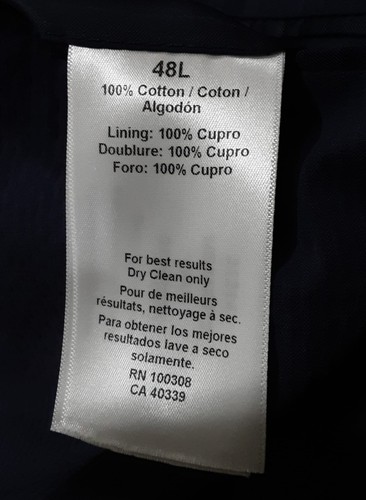 48L
100% Cotton / Coton /
Algodón
Lining: 100% Cupro
Doublure: 100% Cupro
Foro: 100% Cupro
For best results
Dry Clean only
Pour de meilleurs
résultats, nettoyage à sec.
Para obtener los mejores
resultados lave a seco
solamente.
RN 100308
CA 40339